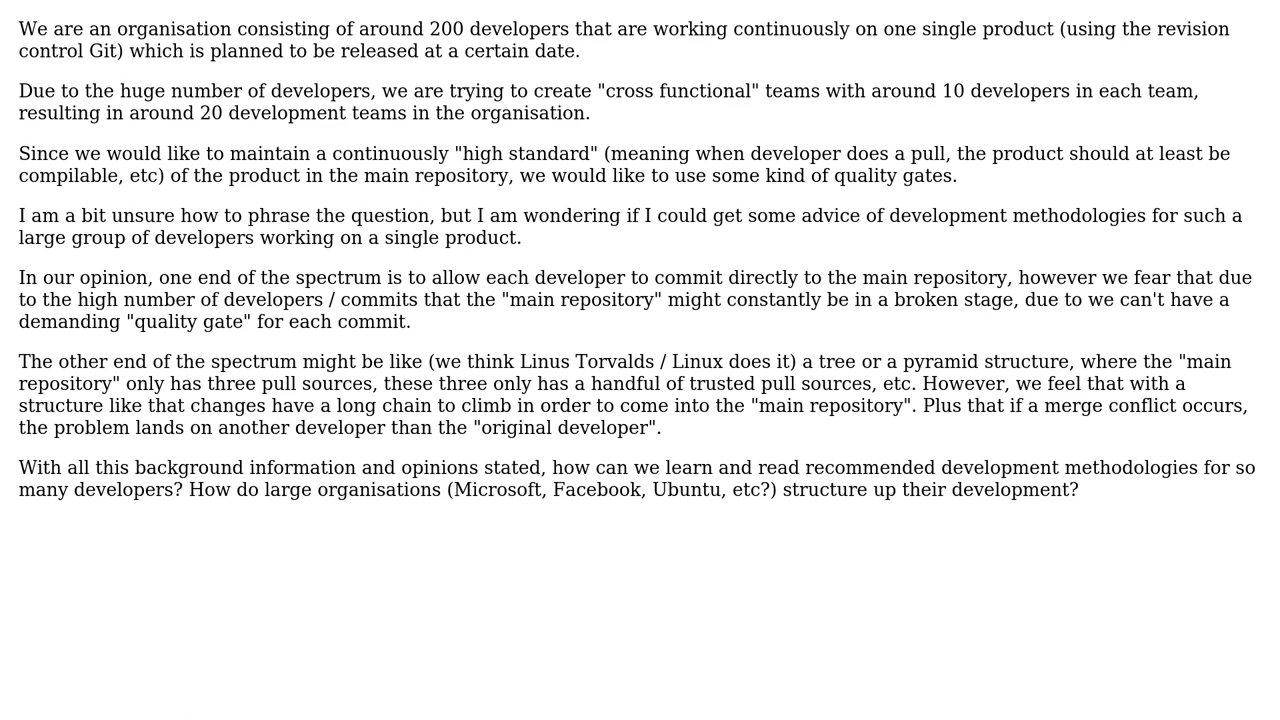 We are an organisation consisting of around 200 developers that are working continuously on one single product (using the revision
control Git) which is planned to be released at a certain date.
Due to the huge number of developers, we are trying to create "cross functional" teams with around 10 developers in each team,
resulting in around 20 development teams in the organisation.
Since we would like to maintain a continuously "high standard" (meaning when developer does a pull, the product should at least be
compilable, etc) of the product in the main repository, we would like to use some kind of quality gates.
I am a bit unsure how to phrase the question, but I am wondering if I could get some advice of development methodologies for such a
large group of developers working on a single product.
In our opinion, one end of the spectrum is to allow each developer to commit directly to the main repository, however we fear that due
to the high number of developers / commits that the "main repository" might constantly be in a broken stage, due to we can't have a
demanding "quality gate" for each commit.
The other end of the spectrum might be like (we think Linus Torvalds / Linux does it) a tree or a pyramid structure, where the "main
repository" only has three pull sources, these three only has a handful of trusted pull sources, etc. However, we feel that with a
structure like that changes have a long chain to climb in order to come into the "main repository". Plus that if a merge conflict occurs,
the problem lands on another developer than the "original developer".
With all this background information and opinions stated, how can we learn and read recommended development methodologies for so
many developers? How do large organisations (Microsoft, Facebook, Ubuntu, etc?) structure up their development?